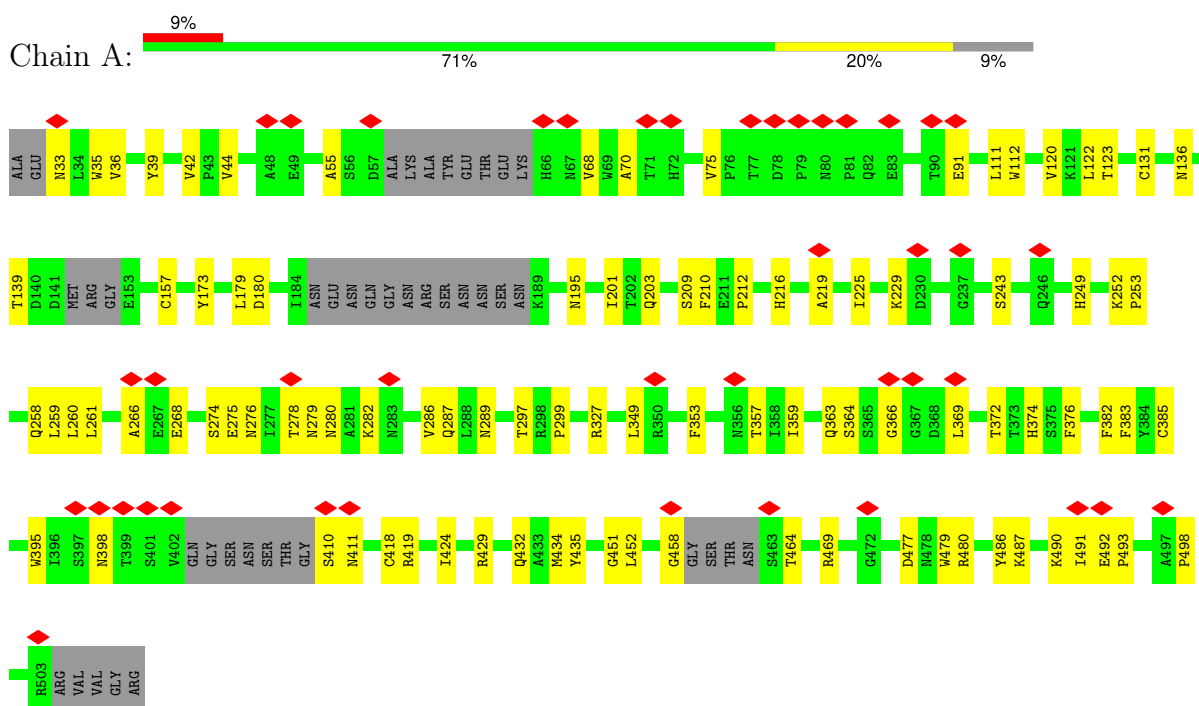 9%
Chain A:
71% 20% 9%
ALA GLU N33 L34 W35 V36 Y39 V42 P43 V44 A48 E49 A55 S56 D57 ALA LYS ALA TYR GLU THR GLU LYS H66 N67 V68 W69 A70 T71 H72 V75 P76 T77 D78 P79 N80 P81 Q82 E83 T90 E91 L111 W112 V120 K121 L122 T123 C131 N136
T139 D140 D141 MET ARG GLY E153 C157 Y173 L179 D180 I184 ASN GLU ASN GLN GLY ASN ARG SER ASN ASN SER ASN K189 N195 I201 T202 Q203 S209 F210 E211 P212 H216 A219 I225 K229 D230 G237 S243 Q246 H249 K252 P253
Q258 L259 L260 L261 A266 E267 E268 S274 E275 N276 I277 T278 N279 N280 A281 K282 N283 V286 Q287 L288 N289 T297 R298 P299 R327 L349 R350 F353 N356 T357 I358 I359 Q363 S364 S365 G366 G367 D368 L369 T372 T373 H374 S375 F376 F382 F383 Y384 C385
W395 I396 S397 N398 T399 S401 V402 GLN GLY SER ASN SER THR GLY S410 N411 C418 R419 I424 R429 Q432 A433 M434 Y435 G451 L452 G458 GLY SER THR ASN S463 T464 R469 G472 D477 N478 W479 R480 Y486 K487 K490 I491 E492 P493 A497 P498
R503 ARG VAL VAL GLY ARG